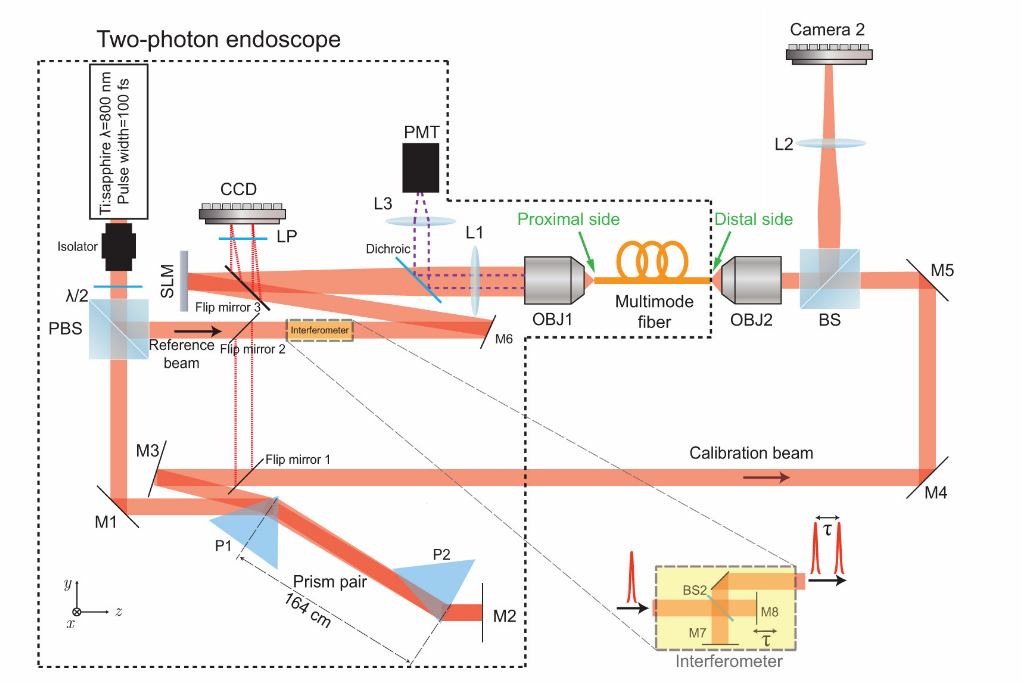 Two-photon endoscope
Camera 2
Ti:sapphire λ=800 nm
Pulse width=100 fs
PMT
L2
CCD
L3
Proximal side
Distal side
LP
L1
Isolator
Dichroic
SLM
M5
λ/2
Flip mirror 3
Multimode
fiber
OBJ1
OBJ2
BS
PBS
Reference
beam
Interferometer
M6
Flip mirror 2
M3
Flip mirror 1
Calibration beam
M4
M1
P1
P2
τ
Prism pair
164 cm
M2
BS2
M8
M7
τ
Interferometer
y
z
x